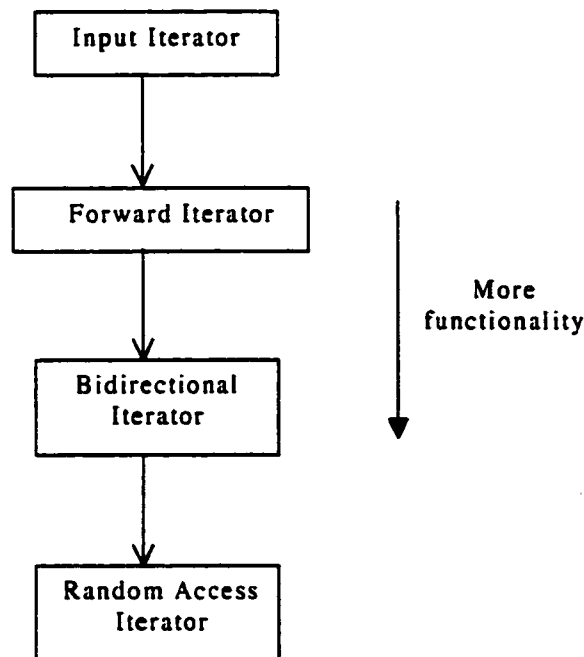 Input Iterator
Forward Iterator
More
functionality
Bidirectional
Iterator
Random Access
Iterator